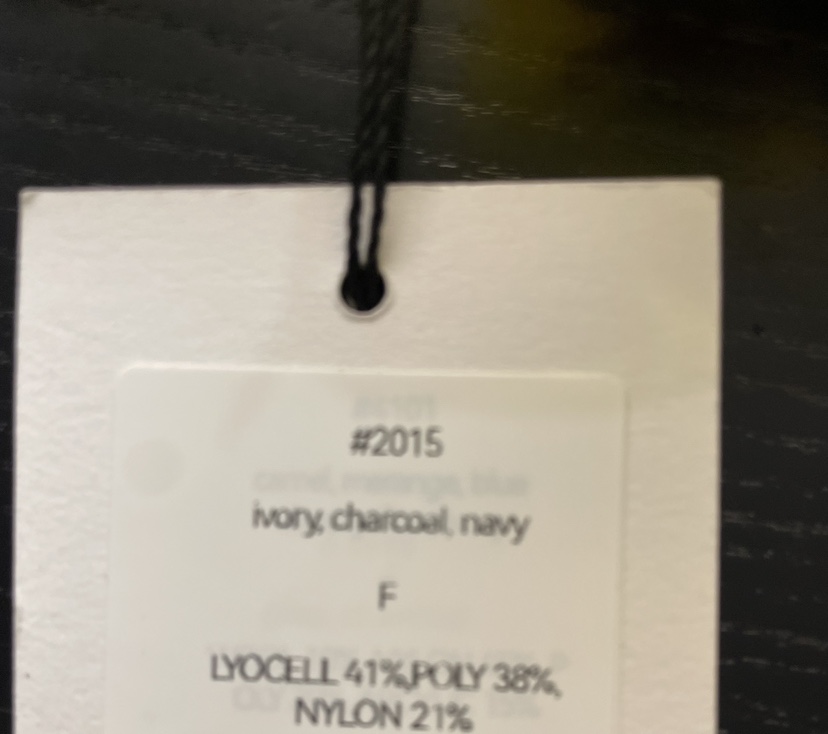 #2015
ivory, charcoal, navy
F
LYOCELL 41%,POLY 38%,
NYLON 21%